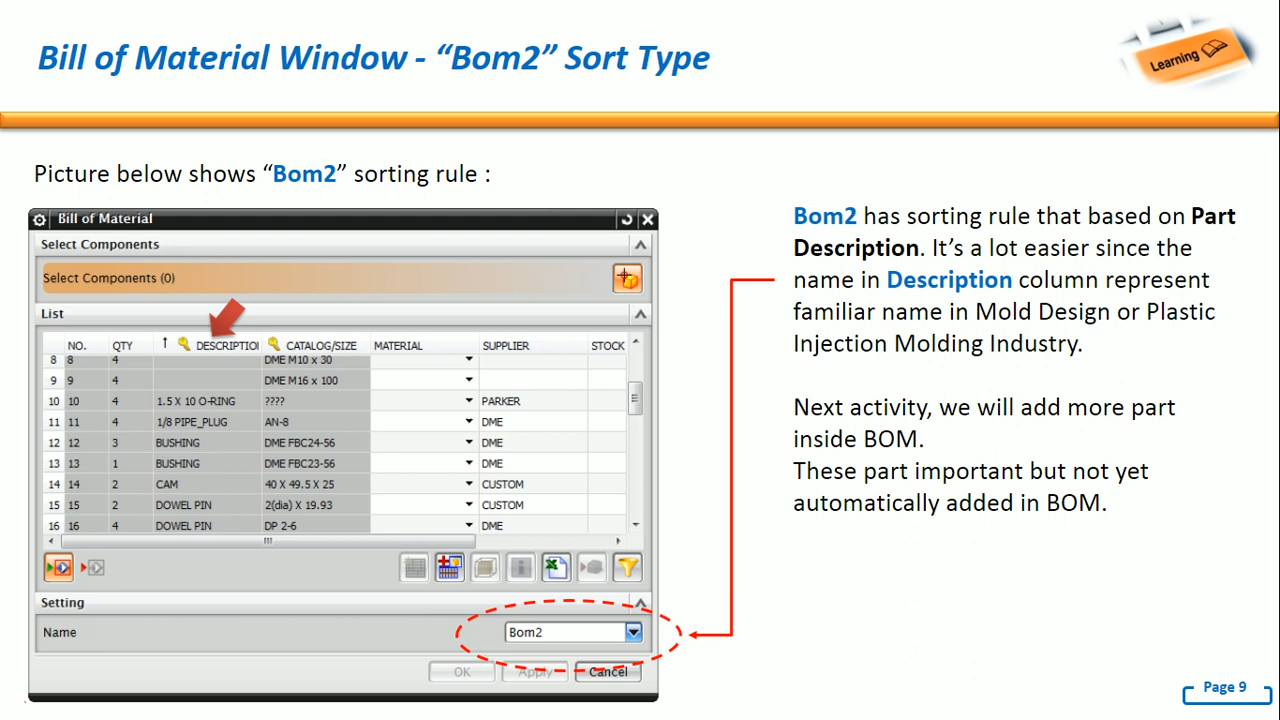 Bill of Material Window - “Bom2” Sort Type
Learning
Picture below shows “Bom2” sorting rule :
Bill of Material
Select Components
Select Components (0)
List
NO. QTY DESCRIPTION CATALOG/SIZE MATERIAL SUPPLIER STOCK
8 8 4 DME M10 x 30
9 9 4 DME M16 x 100
10 10 4 1.5 X 10 O-RING ???? PARKER
11 11 4 1/8 PIPE_PLUG AN-8 DME
12 12 3 BUSHING DME FBC24-56 DME
13 13 1 BUSHING DME FBC23-56 DME
14 14 2 CAM 40 X 49.5 X 25 CUSTOM
15 15 2 DOWEL PIN 2(dia) X 19.93 CUSTOM
16 16 4 DOWEL PIN DP 2-6 DME
Setting
Name Bom2
OK Apply Cancel
Bom2 has sorting rule that based on Part
Description. It’s a lot easier since the
name in Description column represent
familiar name in Mold Design or Plastic
Injection Molding Industry.
Next activity, we will add more part
inside BOM.
These part important but not yet
automatically added in BOM.
Page 9